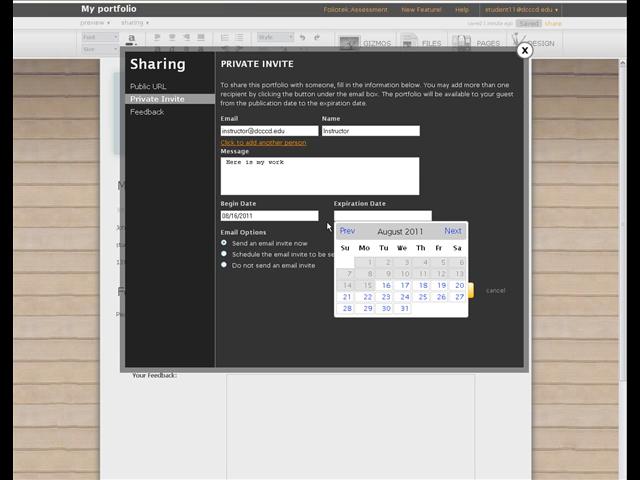 My portfolio
Foliotek Assessment New Feature! Help student11@dcccd.edu
preview sharing saved 1 minute ago Saved share
Font Style
Size
GIZMOS FILES PAGES DESIGN
X
Sharing
Public URL
Private Invite
Feedback
PRIVATE INVITE
To share this portfolio with someone, fill in the information below. You may add more than one
recipient by clicking the button under the email box. The portfolio will be available to your guest
from the publication date to the expiration date.
Email Name
instructor@dcccd.edu Instructor
Click to add another person
Message
Here is my work
Begin Date Expiration Date
08/16/2011
Email Options
Send an email invite now
Schedule the email invite to be se
Do not send an email invite
Prev August 2011 Next
Su Mo Tu We Th Fr Sa
1 2 3 4 5 6
7 8 9 10 11 12 13
14 15 16 17 18 19 20
21 22 23 24 25 26 27
28 29 30 31
cancel
Your Feedback: